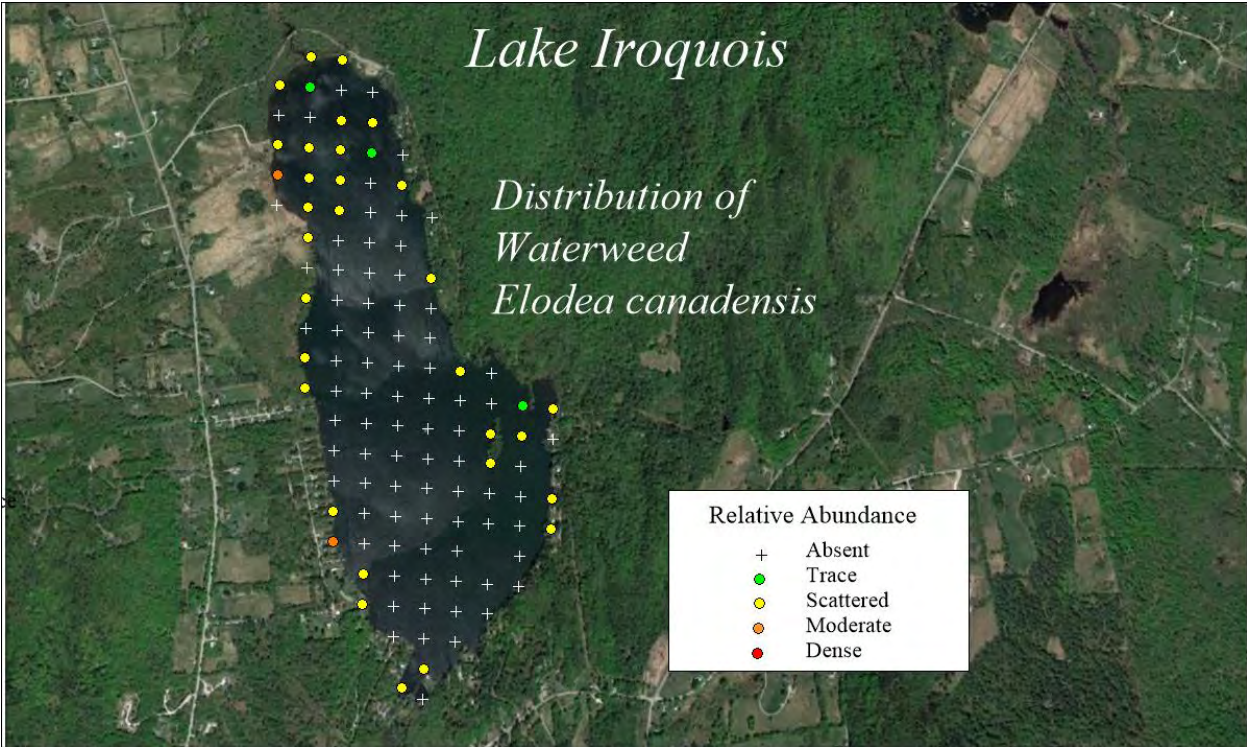 Lake Iroquois
Distribution of
Waterweed
Elodea canadensis
Relative Abundance
Absent
Trace
Scattered
Moderate
Dense